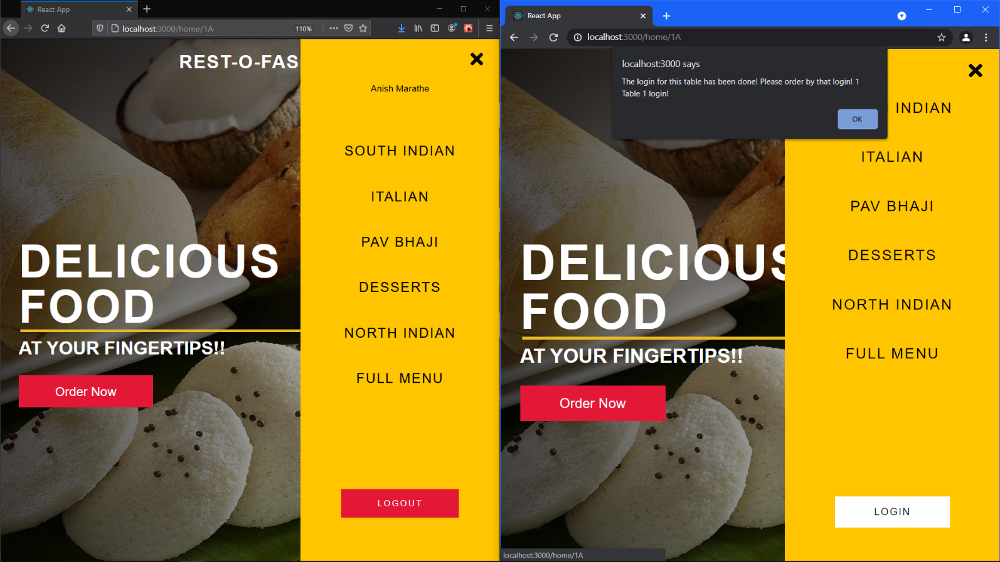 React App
localhost:3000/home/1A
110%
REST-O-FAS
Anish Marathe
SOUTH INDIAN
ITALIAN
PAV BHAJI
DESSERTS
NORTH INDIAN
FULL MENU
LOGOUT
DELICIOUS
FOOD
AT YOUR FINGERTIPS!!
Order Now
React App
localhost:3000/home/1A
localhost:3000 says
The login for this table has been done! Please order by that login! 1
Table 1 login!
OK
INDIAN
ITALIAN
PAV BHAJI
DESSERTS
NORTH INDIAN
FULL MENU
LOGIN
DELICIOUS
FOOD
AT YOUR FINGERTIPS!!
Order Now
localhost:3000/home/1A